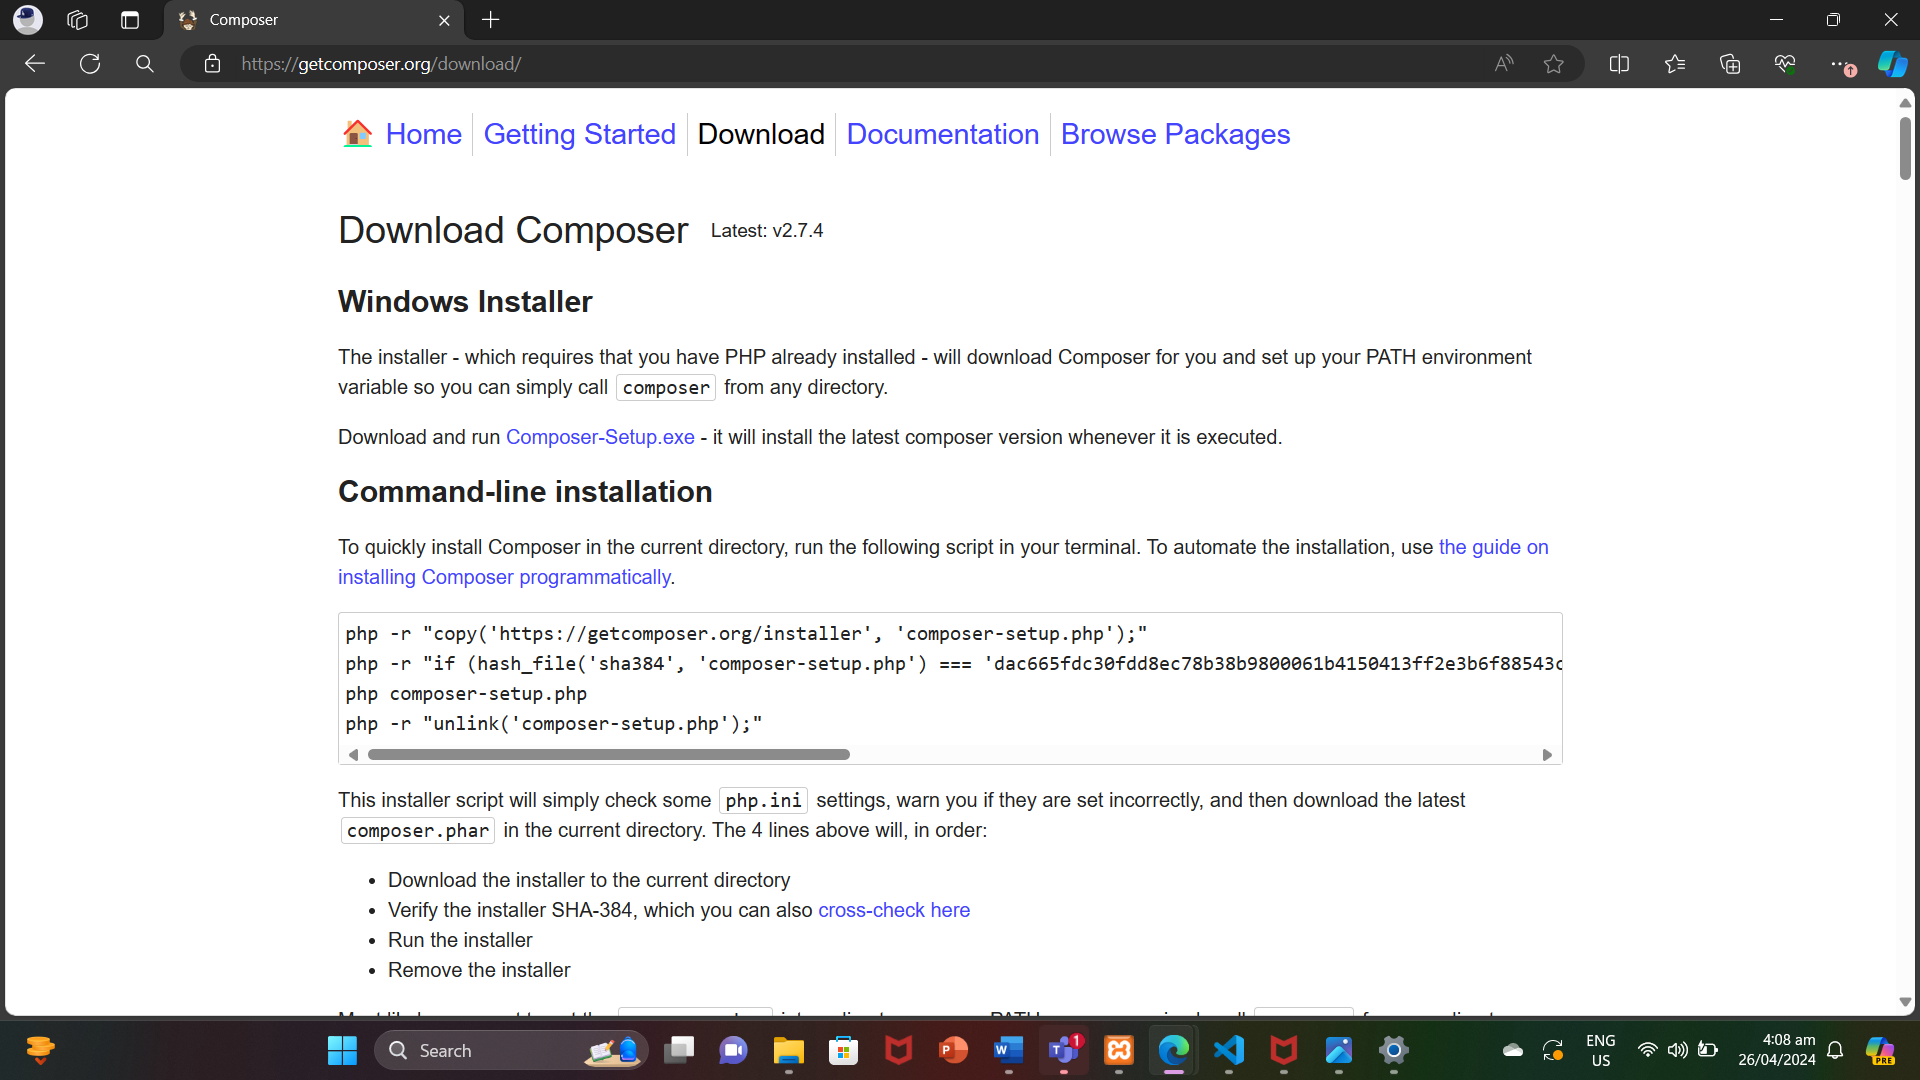 Composer
https://getcomposer.org/download/
Home
Getting Started
Download
Documentation
Browse Packages
Download Composer Latest: v2.7.4
Windows Installer
The installer - which requires that you have PHP already installed - will download Composer for you and set up your PATH environment
variable so you can simply call composer from any directory.
Download and run Composer-Setup.exe - it will install the latest composer version whenever it is executed.
Command-line installation
To quickly install Composer in the current directory, run the following script in your terminal. To automate the installation, use the guide on
installing Composer programmatically.
php -r "copy('https://getcomposer.org/installer', 'composer-setup.php');"
php -r "if (hash_file('sha384', 'composer-setup.php') === 'dac665fdc30fdd8ec78b38b9800061b4150413ff2e3b6f88543c
php composer-setup.php
php -r "unlink('composer-setup.php');"
This installer script will simply check some php.ini settings, warn you if they are set incorrectly, and then download the latest
composer.phar in the current directory. The 4 lines above will, in order:
• Download the installer to the current directory
• Verify the installer SHA-384, which you can also cross-check here
• Run the installer
• Remove the installer
Search
1
ENG
US
4:08 am
26/04/2024
PRE